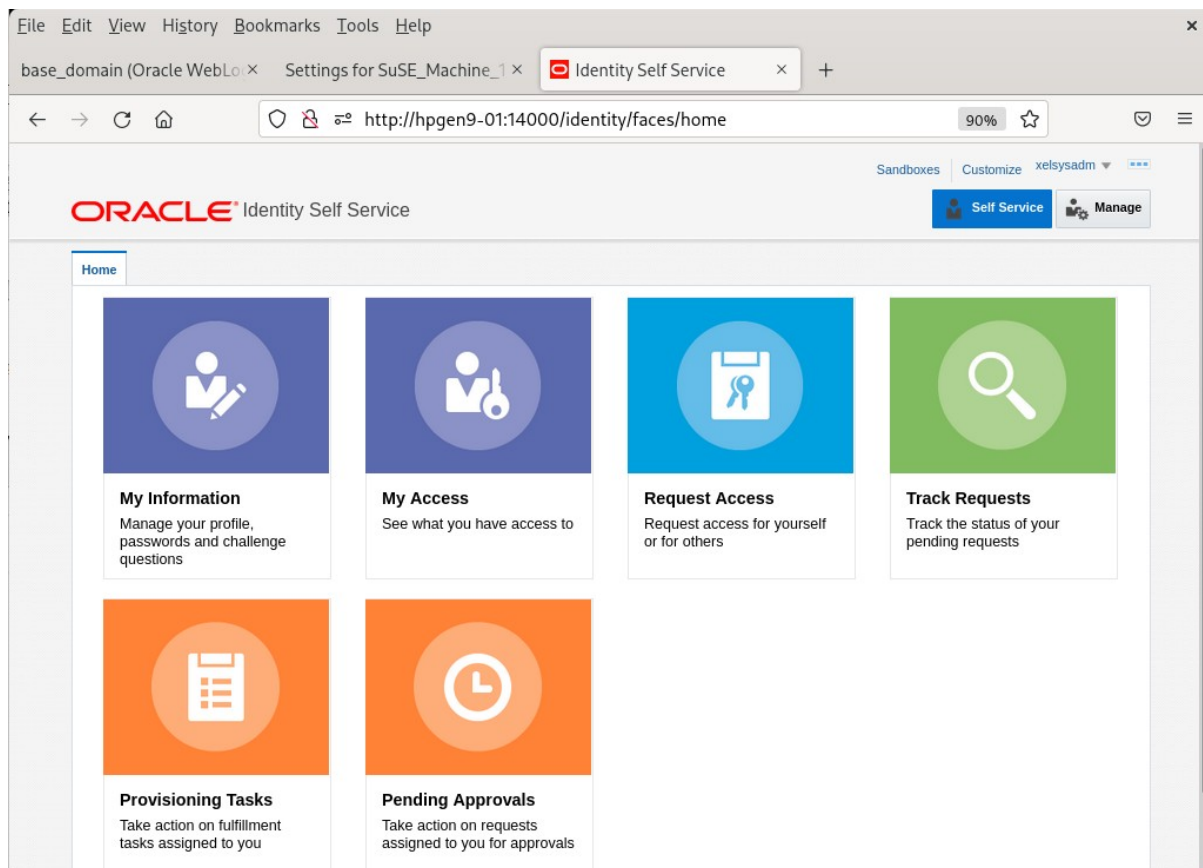 File Edit View History Bookmarks Tools Help
base_domain (Oracle WebLo
Settings for SuSE_Machine_1
Identity Self Service
http://hpgen9-01:14000/identity/faces/home
90%
Sandboxes Customize xelsysadm
ORACLE® Identity Self Service
Self Service Manage
Home
My Information
Manage your profile,
passwords and challenge
questions
My Access
See what you have access to
Request Access
Request access for yourself
or for others
Track Requests
Track the status of your
pending requests
Provisioning Tasks
Take action on fulfillment
tasks assigned to you
Pending Approvals
Take action on requests
assigned to you for approvals